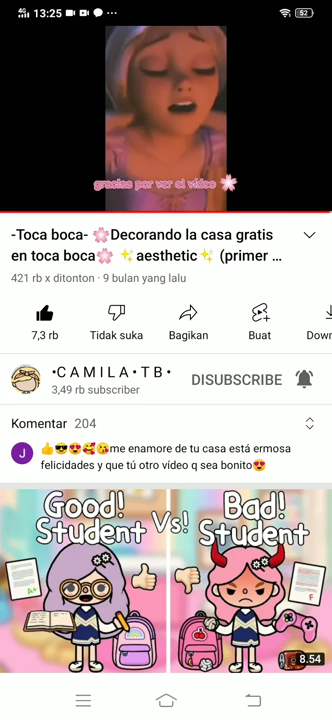 4G 13:25 52
gracias por ver el video🌸
-Toca boca- 🌸Decorando la casa gratis
en toca boca🌸 ✨aesthetic✨ (primer ...
421 rb x ditonton · 9 bulan yang lalu
7,3 rb Tidak suka Bagikan Buat Down
•C A M I L A • T B •
3,49 rb subscriber
DISUBSCRIBE
Komentar 204
J
👍😎😍🥰😘me enamore de tu casa está ermosa
felicidades y que tú otro vídeo q sea bonito😍
Good!
Student
Vs!
Bad!
Student
A+
F
8.54